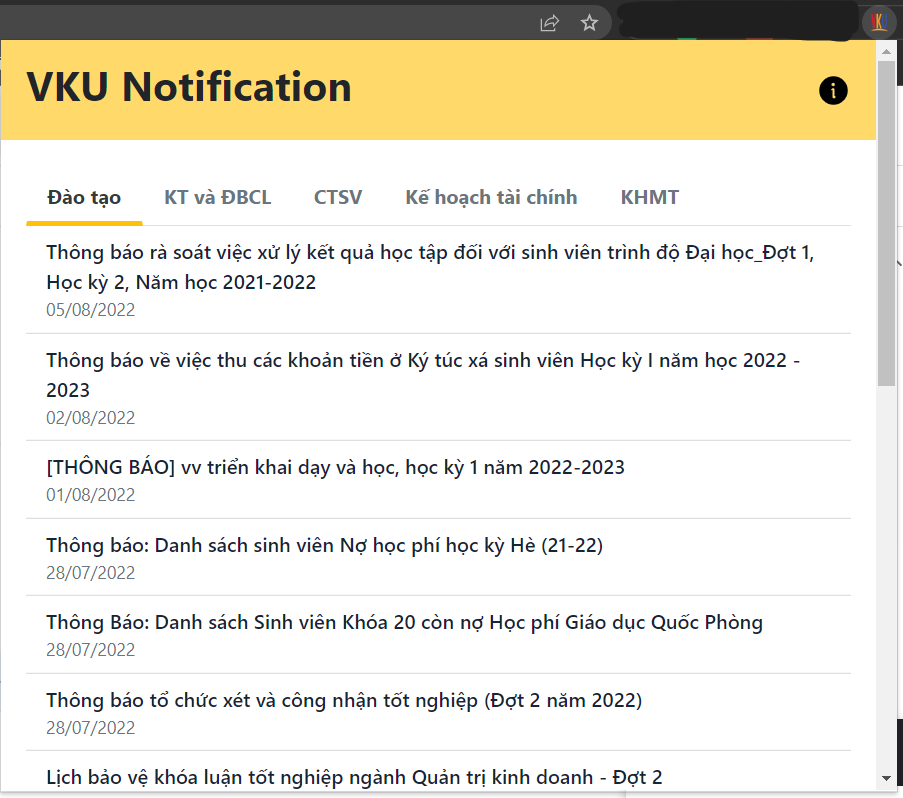 VKU
VKU Notification
i
Đào tạo KT và ĐBCL CTSV Kế hoạch tài chính KHMT
Thông báo rà soát việc xử lý kết quả học tập đối với sinh viên trình độ Đại học_Đợt 1,
Học kỳ 2, Năm học 2021-2022
05/08/2022
Thông báo về việc thu các khoản tiền ở Ký túc xá sinh viên Học kỳ I năm học 2022 -
2023
02/08/2022
[THÔNG BÁO] vv triển khai dạy và học, học kỳ 1 năm 2022-2023
01/08/2022
Thông báo: Danh sách sinh viên Nợ học phí học kỳ Hè (21-22)
28/07/2022
Thông Báo: Danh sách Sinh viên Khóa 20 còn nợ Học phí Giáo dục Quốc Phòng
28/07/2022
Thông báo tổ chức xét và công nhận tốt nghiệp (Đợt 2 năm 2022)
28/07/2022
Lịch bảo vệ khóa luận tốt nghiệp ngành Quản trị kinh doanh - Đợt 2